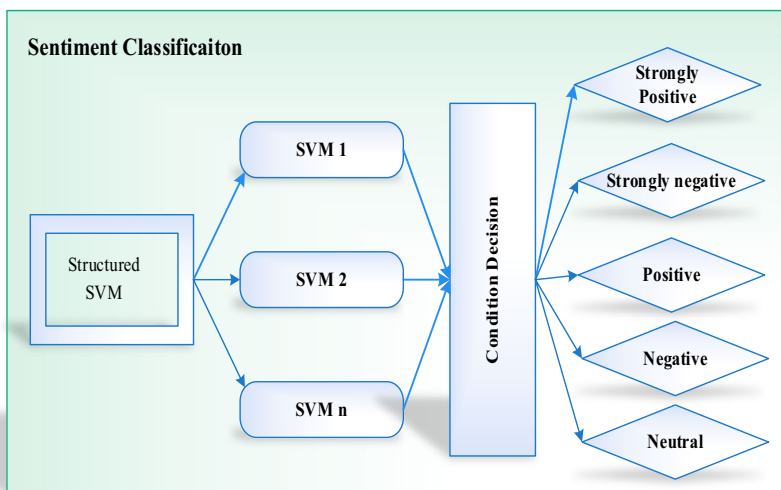 Sentiment Classificaiton
Structured
SVM
SVM 1
SVM 2
SVM n
Condition Decision
Strongly
Positive
Strongly negative
Positive
Negative
Neutral